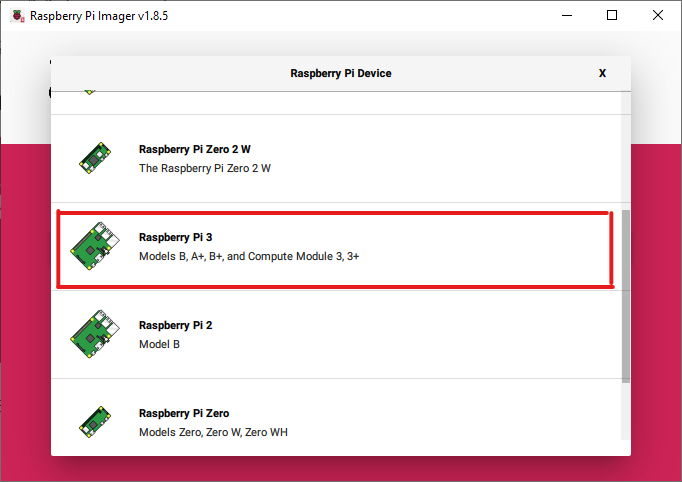 Raspberry Pi Imager v1.8.5
Raspberry Pi Device X
Raspberry Pi Zero 2 W
The Raspberry Pi Zero 2 W
Raspberry Pi 3
Models B, A+, B+, and Compute Module 3, 3+
Raspberry Pi 2
Model B
Raspberry Pi Zero
Models Zero, Zero W, Zero WH